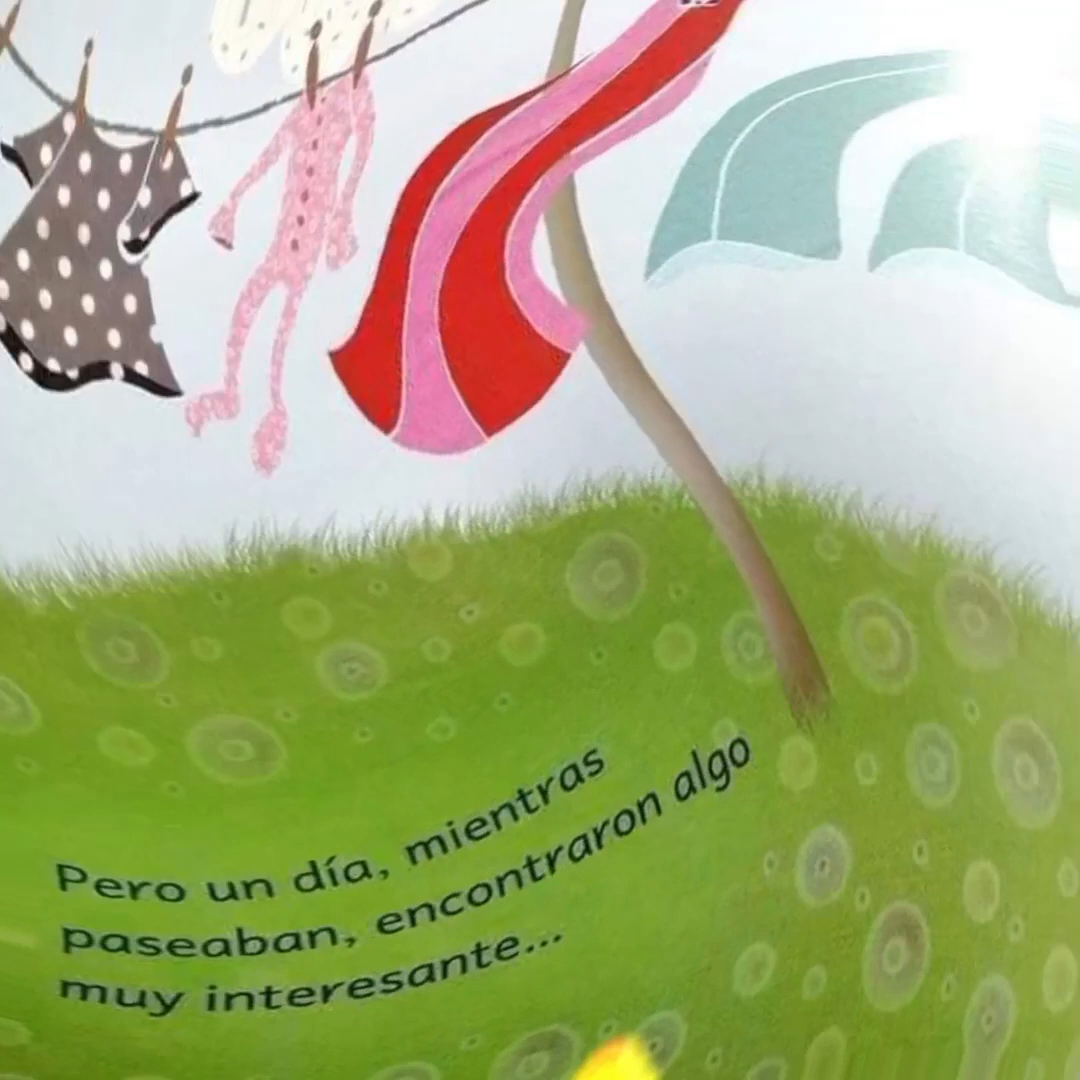 Pero un día, mientras
paseaban, encontraron algo
muy interesante...